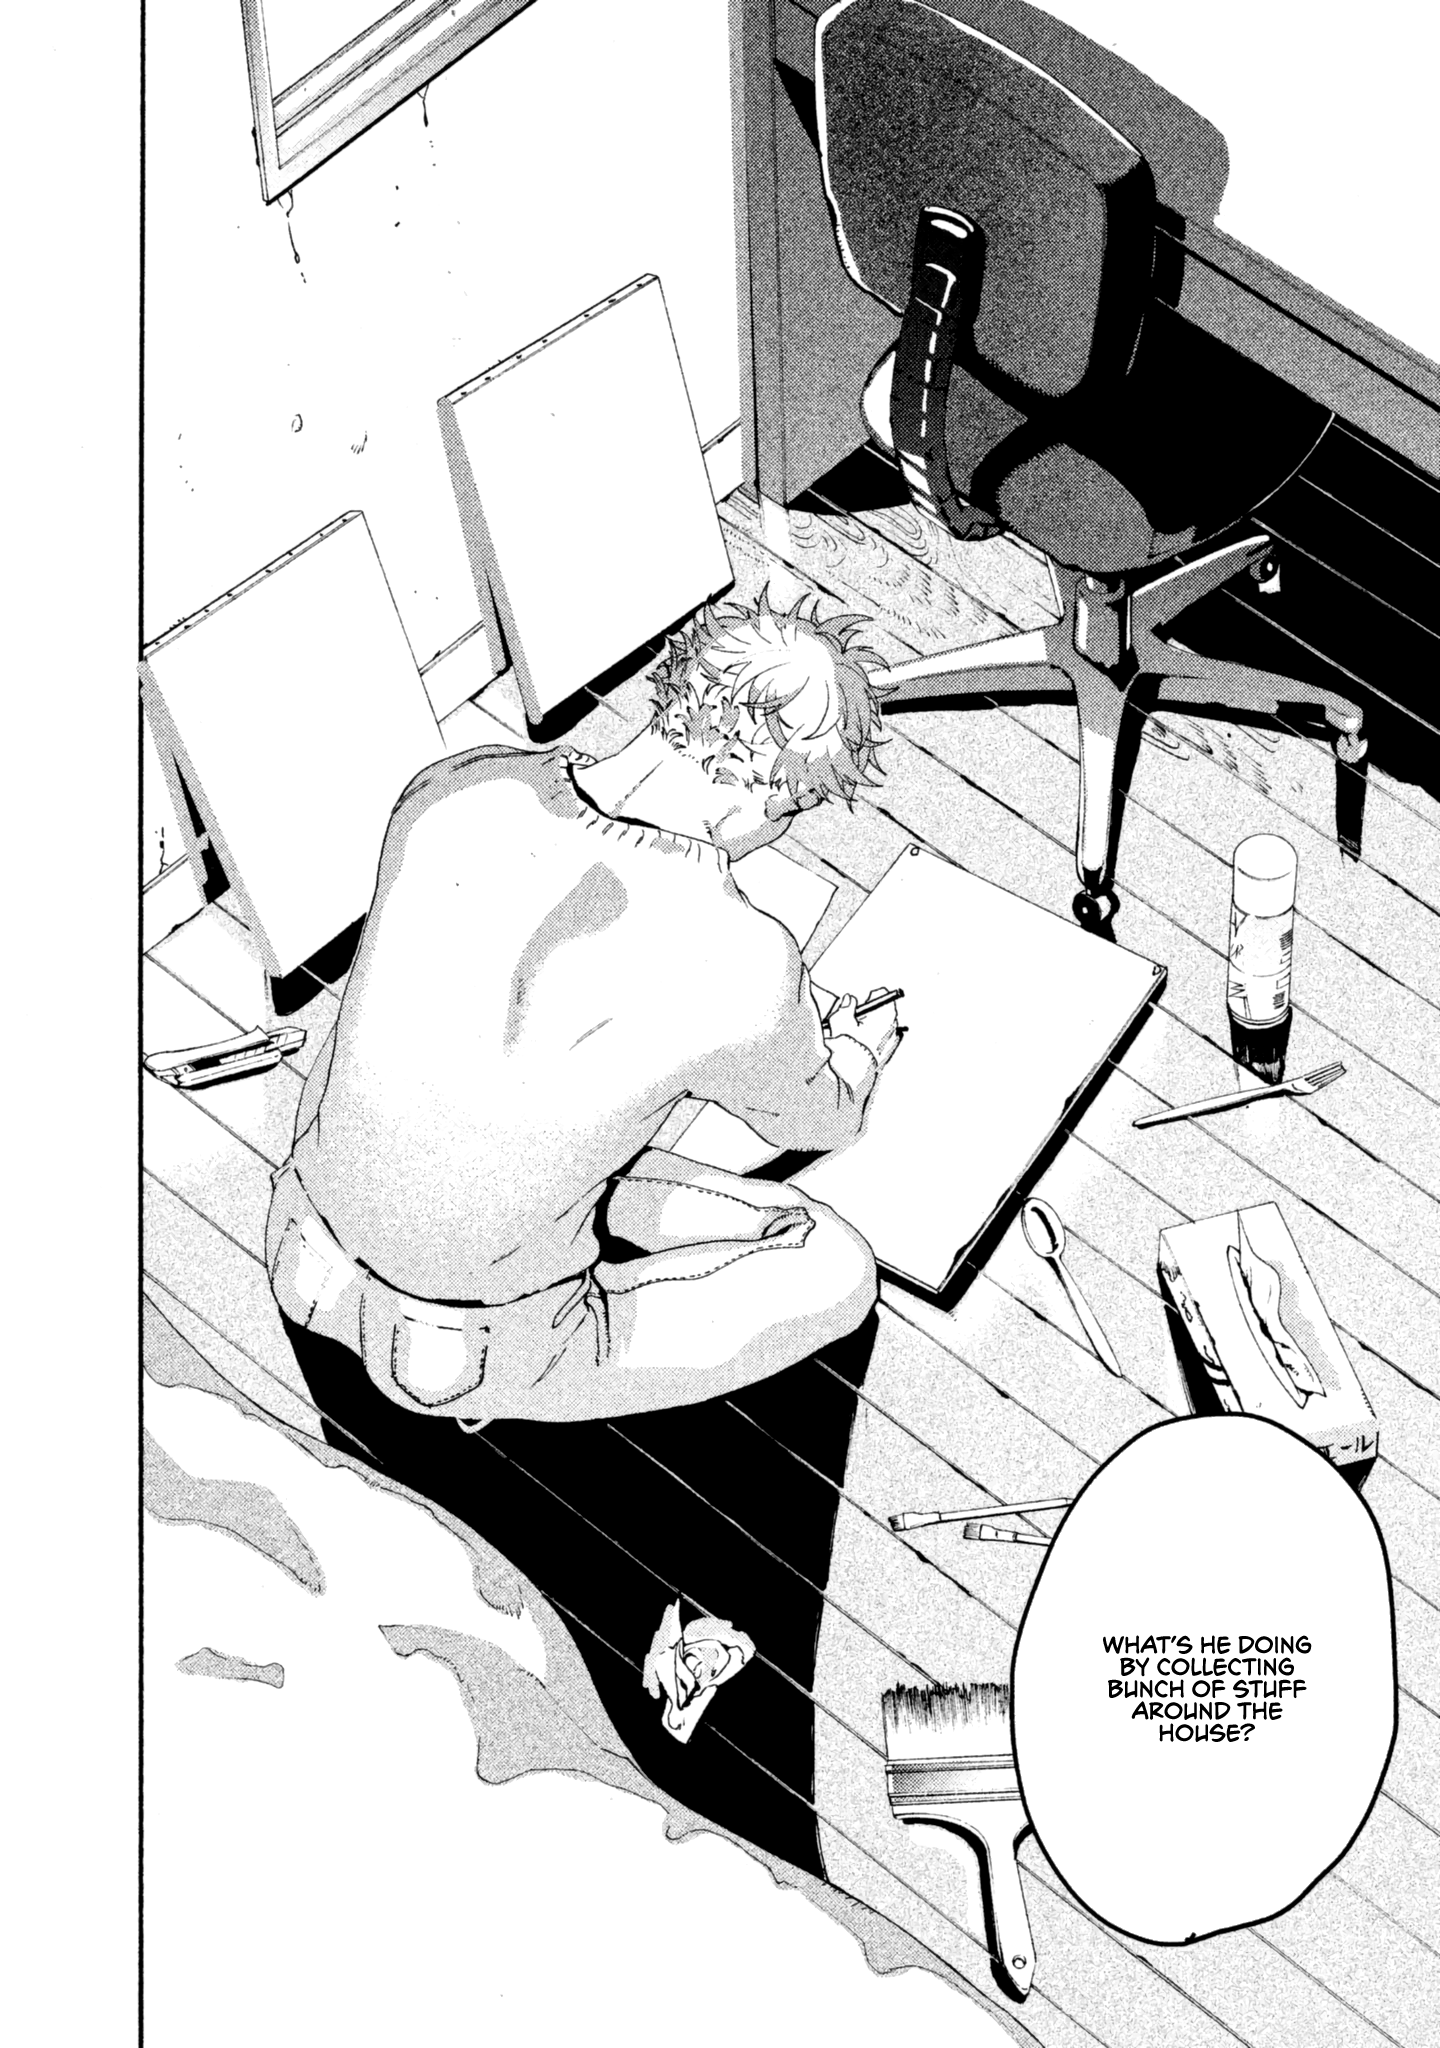 WHAT'S HE DOING
BY COLLECTING
BUNCH OF STUFF
AROUND THE
HOUSE?